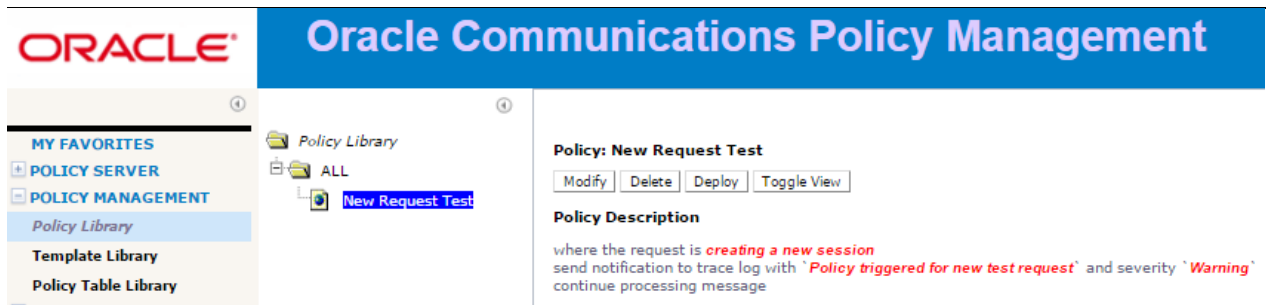 ORACLE®
Oracle Communications Policy Management
MY FAVORITES
POLICY SERVER
POLICY MANAGEMENT
Policy Library
Template Library
Policy Table Library
Policy Library
ALL
New Request Test
Policy: New Request Test
Modify Delete Deploy Toggle View
Policy Description
where the request is creating a new session
send notification to trace log with `Policy triggered for new test request` and severity `Warning`
continue processing message